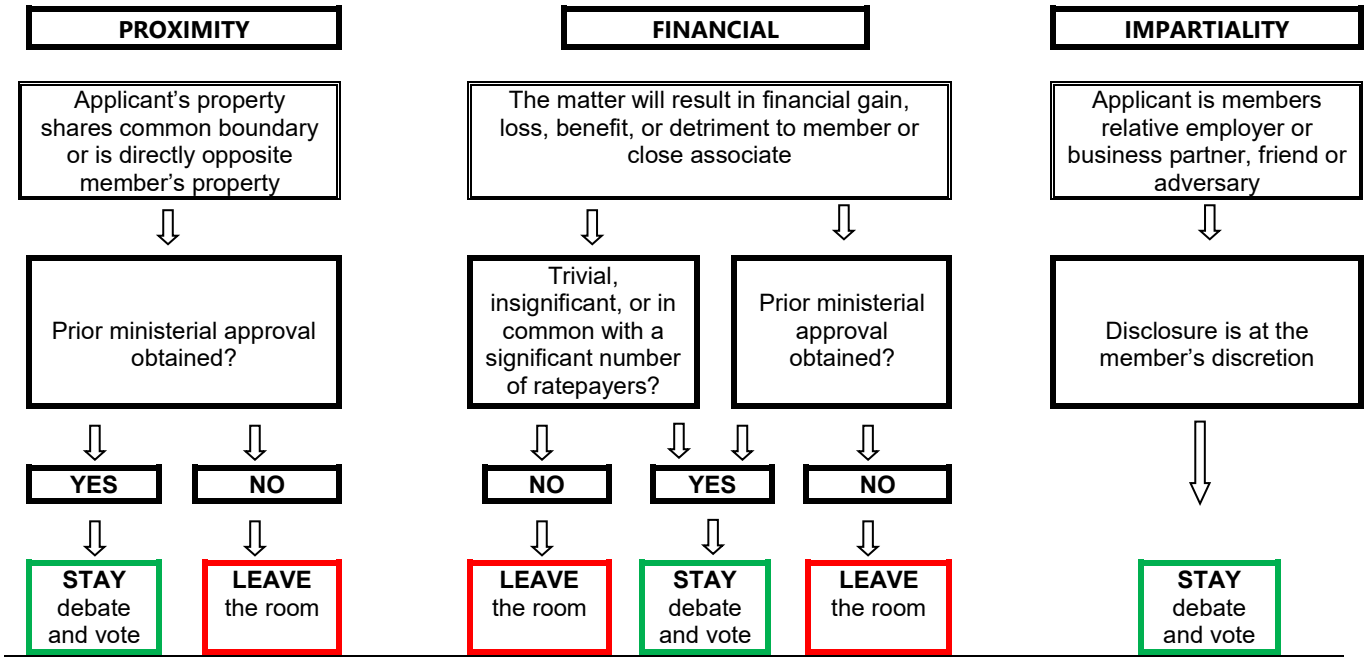 PROXIMITY
FINANCIAL
IMPARTIALITY
Applicant’s property
shares common boundary
or is directly opposite
member’s property
The matter will result in financial gain,
loss, benefit, or detriment to member or
close associate
Applicant is members
relative employer or
business partner, friend or
adversary
Prior ministerial approval
obtained?
Trivial,
insignificant, or in
common with a
significant number
of ratepayers?
Prior ministerial
approval
obtained?
Disclosure is at the
member’s discretion
YES
NO
NO
YES
NO
STAY
debate
and vote
LEAVE
the room
LEAVE
the room
STAY
debate
and vote
LEAVE
the room
STAY
debate
and vote